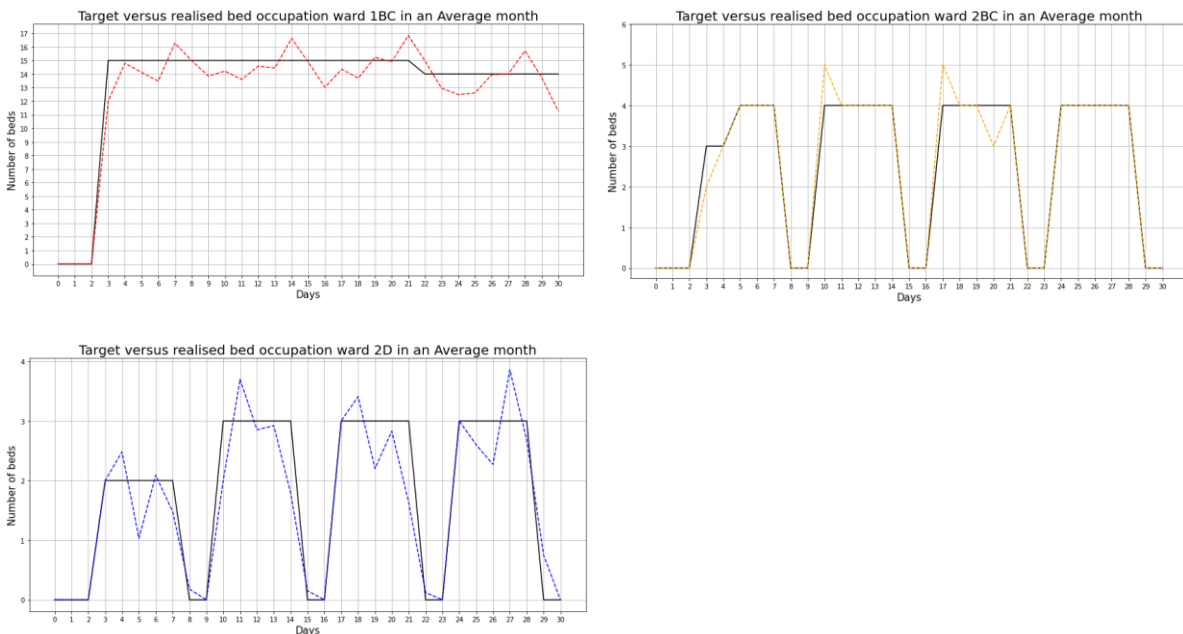 Target versus realised bed occupation ward 1BC in an Average month
Number of beds
17
16
15
14
13
12
11
10
9
8
7
6
5
4
3
2
1
0
0 1 2 3 4 5 6 7 8 9 10 11 12 13 14 15 16 17 18 19 20 21 22 23 24 25 26 27 28 29 30
Days
Target versus realised bed occupation ward 2BC in an Average month
Number of beds
6
5
4
3
2
1
0
0 1 2 3 4 5 6 7 8 9 10 11 12 13 14 15 16 17 18 19 20 21 22 23 24 25 26 27 28 29 30
Days
Target versus realised bed occupation ward 2D in an Average month
Number of beds
4
3
2
1
0
0 1 2 3 4 5 6 7 8 9 10 11 12 13 14 15 16 17 18 19 20 21 22 23 24 25 26 27 28 29 30
Days